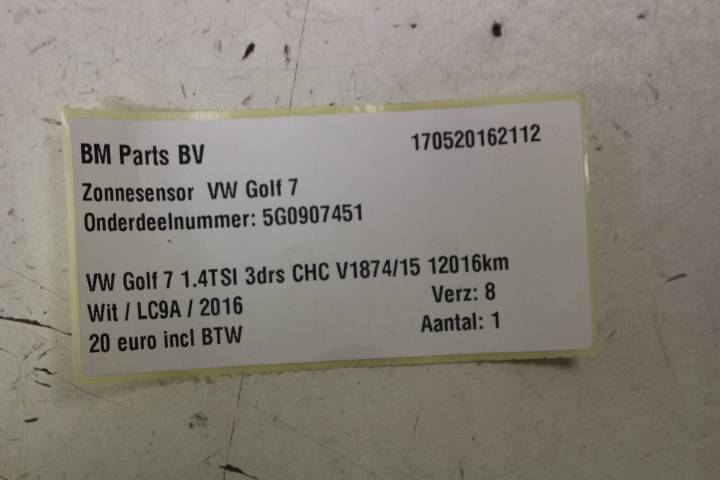 BM Parts BV 170520162112
Zonnesensor VW Golf 7
Onderdeelnummer: 5G0907451
VW Golf 7 1.4TSI 3drs CHC V1874/15 12016km
Wit / LC9A / 2016 Verz: 8
20 euro incl BTW Aantal: 1